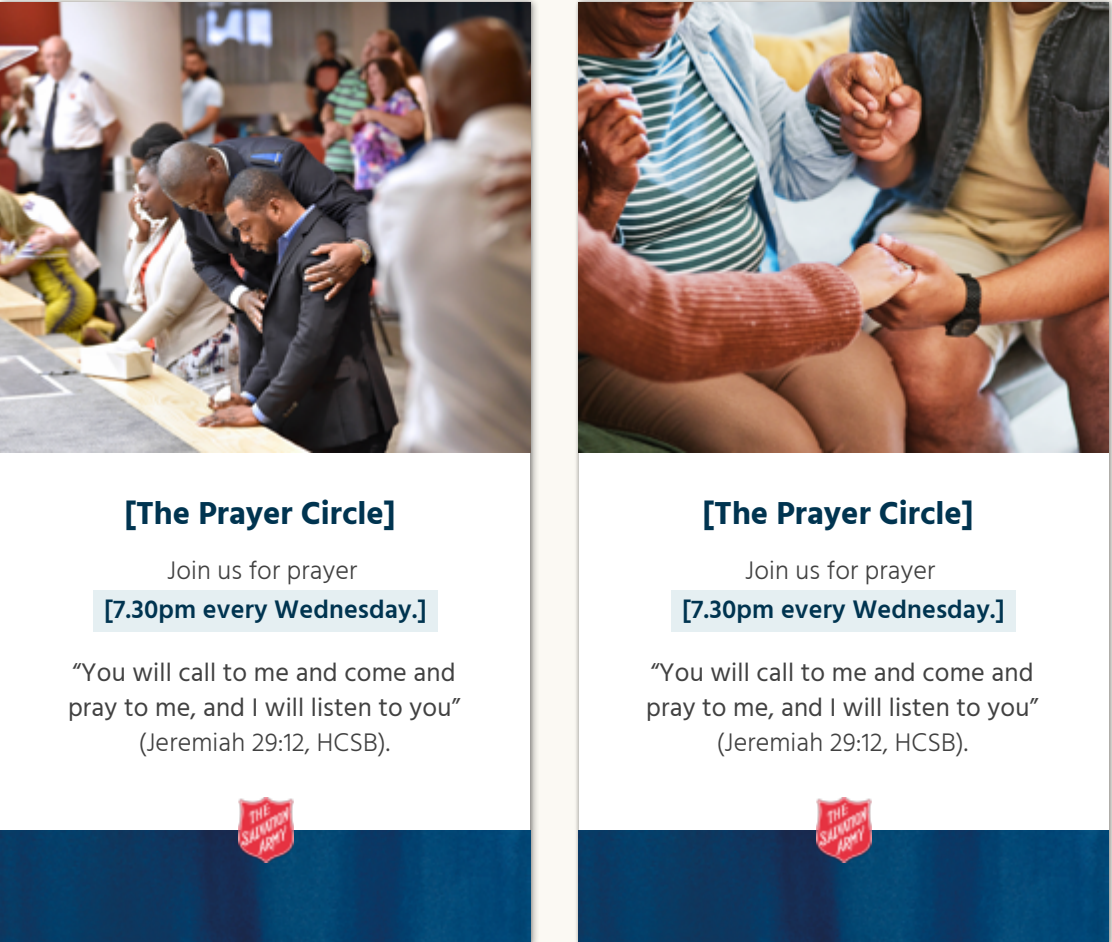 [The Prayer Circle]
Join us for prayer
[7.30pm every Wednesday.]
“You will call to me and come and
pray to me, and I will listen to you”
(Jeremiah 29:12, HCSB).
THE
SALVATION
ARMY
[The Prayer Circle]
Join us for prayer
[7.30pm every Wednesday.]
“You will call to me and come and
pray to me, and I will listen to you”
(Jeremiah 29:12, HCSB).
THE
SALVATION
ARMY